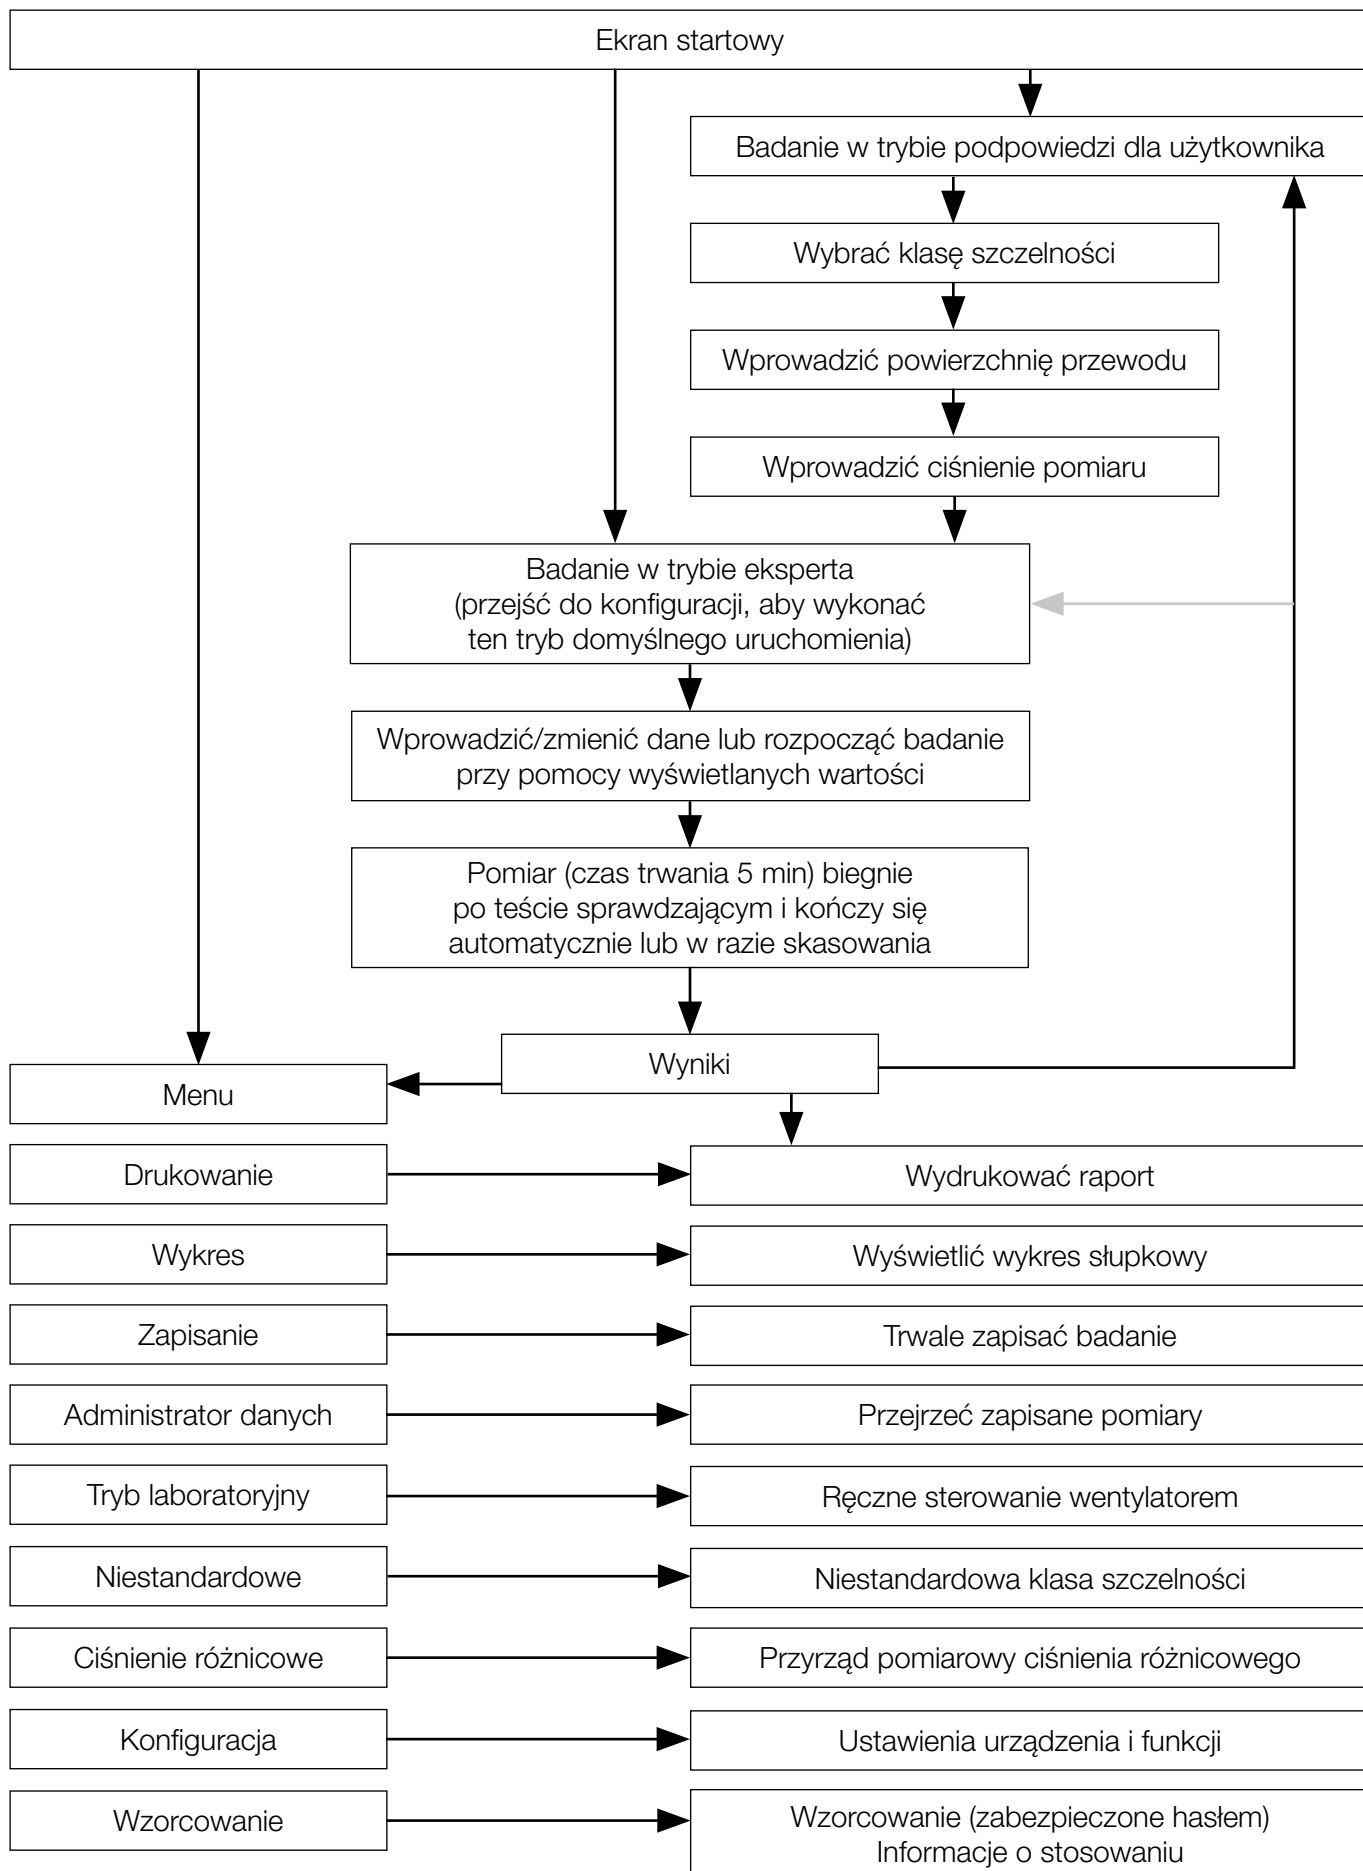 Ekran startowy
Badanie w trybie podpowiedzi dla użytkownika
Wybrać klasę szczelności
Wprowadzić powierzchnię przewodu
Wprowadzić ciśnienie pomiaru
Badanie w trybie eksperta
(przejść do konfiguracji, aby wykonać
ten tryb domyślnego uruchomienia)
Wprowadzić/zmienić dane lub rozpocząć badanie
przy pomocy wyświetlanych wartości
Pomiar (czas trwania 5 min) biegnie
po teście sprawdzającym i kończy się
automatycznie lub w razie skasowania
Wyniki
Menu
Drukowanie
Wydrukować raport
Wykres
Wyświetlić wykres słupkowy
Zapisanie
Trwale zapisać badanie
Administrator danych
Przejrzeć zapisane pomiary
Tryb laboratoryjny
Ręczne sterowanie wentylatorem
Niestandardowe
Niestandardowa klasa szczelności
Ciśnienie różnicowe
Przyrząd pomiarowy ciśnienia różnicowego
Konfiguracja
Ustawienia urządzenia i funkcji
Wzorcowanie
Wzorcowanie (zabezpieczone hasłem)
Informacje o stosowaniu